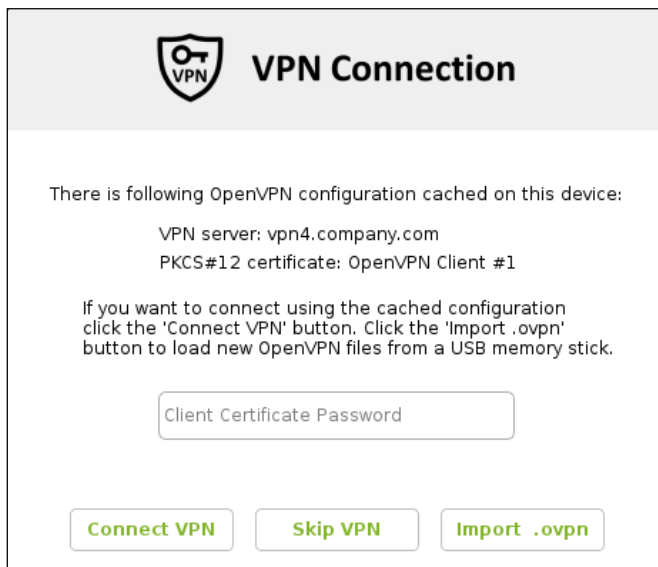 VPN
VPN Connection
There is following OpenVPN configuration cached on this device:
VPN server: vpn4.company.com
PKCS#12 certificate: OpenVPN Client #1
If you want to connect using the cached configuration
click the 'Connect VPN' button. Click the 'Import .ovpn'
button to load new OpenVPN files from a USB memory stick.
Client Certificate Password
Connect VPN Skip VPN Import .ovpn